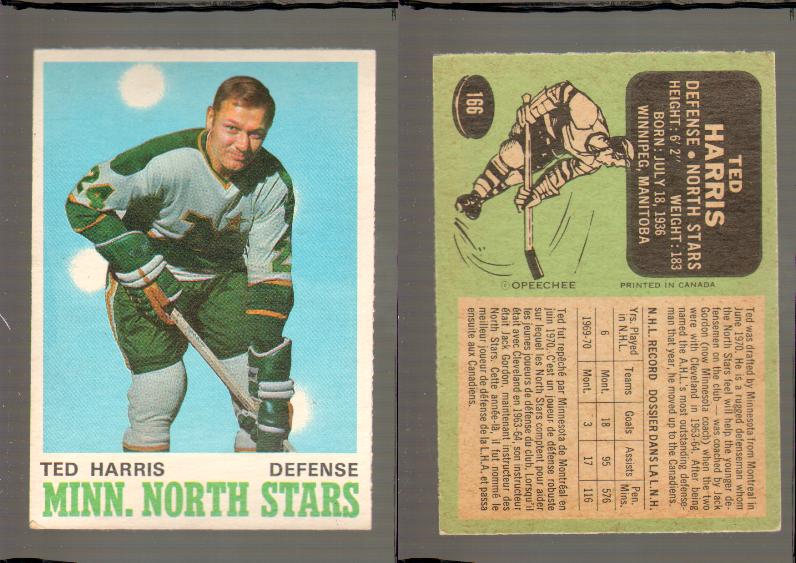 24
TED HARRIS DEFENSE
MINN. NORTH STARS
166
TED
HARRIS
DEFENSE • NORTH STARS
HEIGHT: 6' 2" WEIGHT: 183
BORN: JULY 18, 1936
WINNIPEG, MANITOBA
© OPEECHEE PRINTED IN CANADA
Ted was drafted by Minnesota from Montreal in
June 1970. He is a rugged defenseman whom
the North Stars feel will help the younger de-
fensemen on the club — was coached by Jack
Gordon (now Minnesota coach) when the two
were with Cleveland in 1963-64. After being
named the A.H.L.'s most outstanding defense-
man that year, he moved up to the Canadiens.
N.H.L. RECORD DOSSIER DANS LA L.N.H.
Yrs. Played in N.H.L. Teams Goals Assists Pen. Mins.
6 Mont. 18 95 576
1969-70 Mont. 3 17 116
Ted fut repêché par Minnesota de Montréal en
juin 1970. C'est un joueur de défense robuste
sur lequel les North Stars comptent pour aider
les jeunes joueurs de défense du club. Lorsqu'il
était avec Cleveland en 1963-64, son instructeur
était Jack Gordon, maintenant instructeur des
North Stars. Cette année-là, il fut nommé le
meilleur joueur de défense de la L.H.A. et passa
ensuite aux Canadiens.